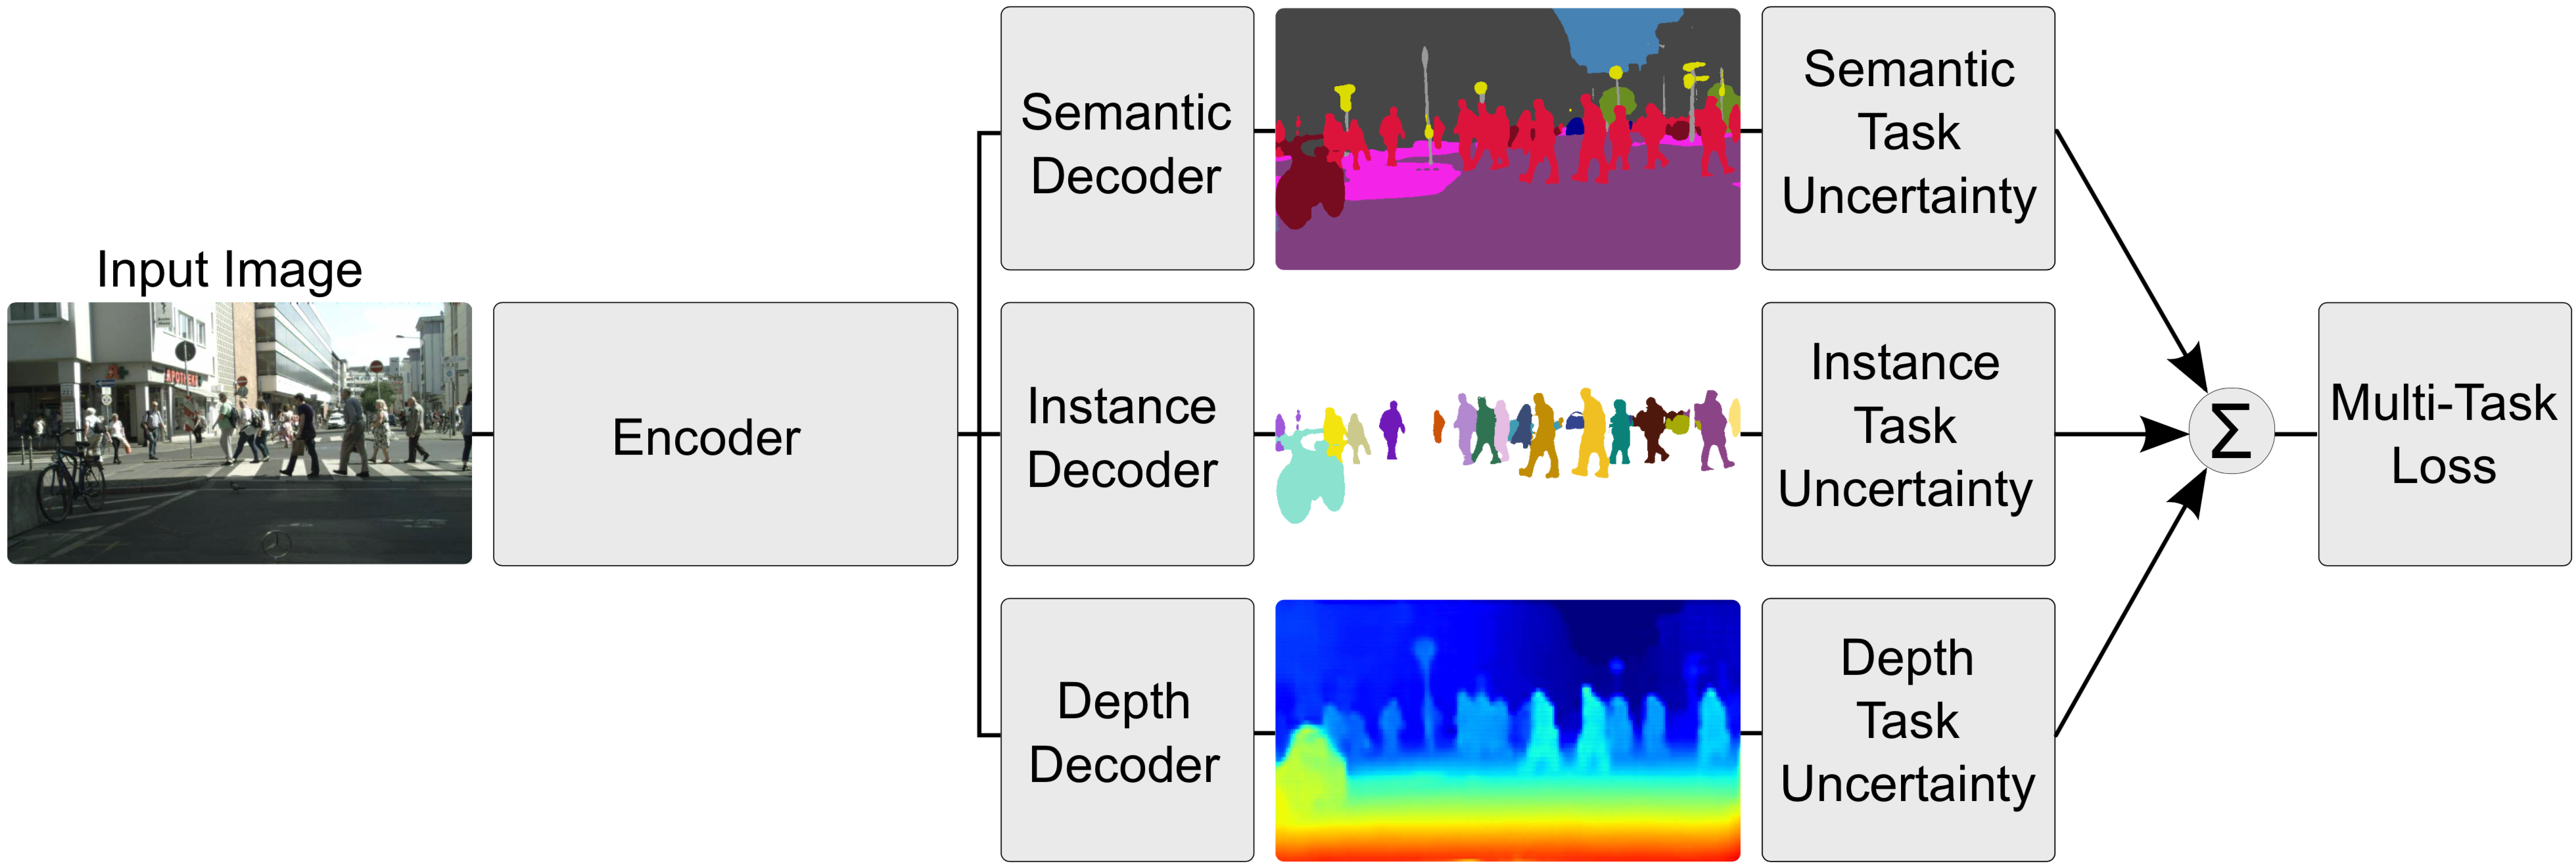 Input Image
APOTHEKE
Encoder
Semantic
Decoder
Instance
Decoder
Depth
Decoder
Semantic
Task
Uncertainty
Instance
Task
Uncertainty
Depth
Task
Uncertainty
Σ
Multi-Task
Loss